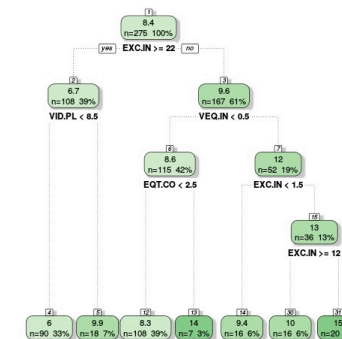 1
8.4
n=275 100%
yes EXC.IN >= 22 no
2
6.7
n=108 39%
VID.PL < 8.5
3
9.6
n=167 61%
VEQ.IN < 0.5
6
8.6
n=115 42%
EQT.CO < 2.5
7
12
n=52 19%
EXC.IN < 1.5
15
13
n=36 13%
EXC.IN >= 12
4
6
n=90 33%
5
9.9
n=18 7%
12
8.3
n=108 39%
13
14
n=7 3%
14
9.4
n=16 6%
30
10
n=16 6%
31
15
n=20